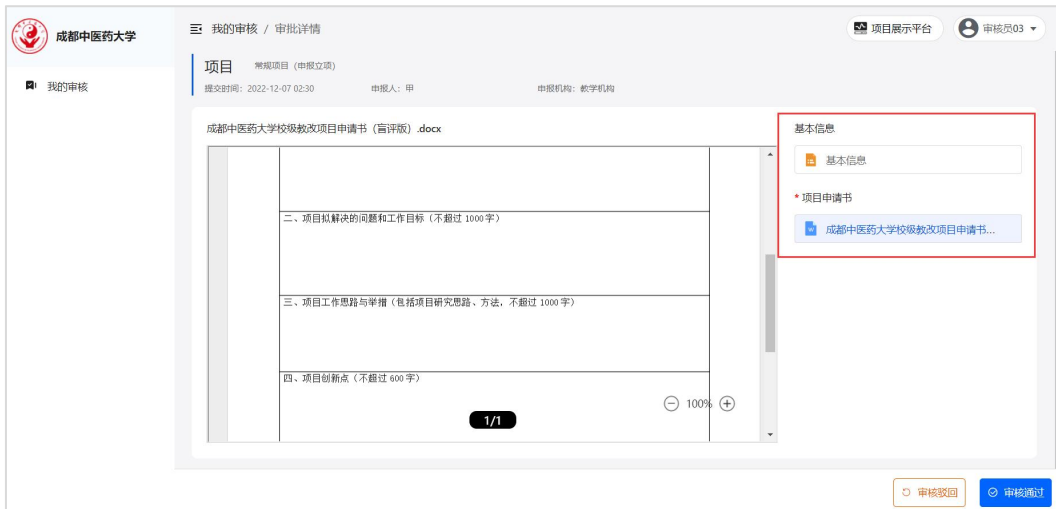 成都中医药大学
我的审核 / 审批详情
项目展示平台
审核员03
我的审核
项目 常规项目（申报立项）
提交时间：2022-12-07 02:30 申报人：甲 申报机构：教学机构
成都中医药大学校级教改项目申请书（盲评版）.docx
二、项目拟解决的问题和工作目标（不超过 1000 字）
三、项目工作思路与举措（包括项目研究思路、方法，不超过 1000 字）
四、项目创新点（不超过 600 字）
100%
1/1
基本信息
基本信息
* 项目申请书
成都中医药大学校级教改项目申请书...
审核驳回
审核通过